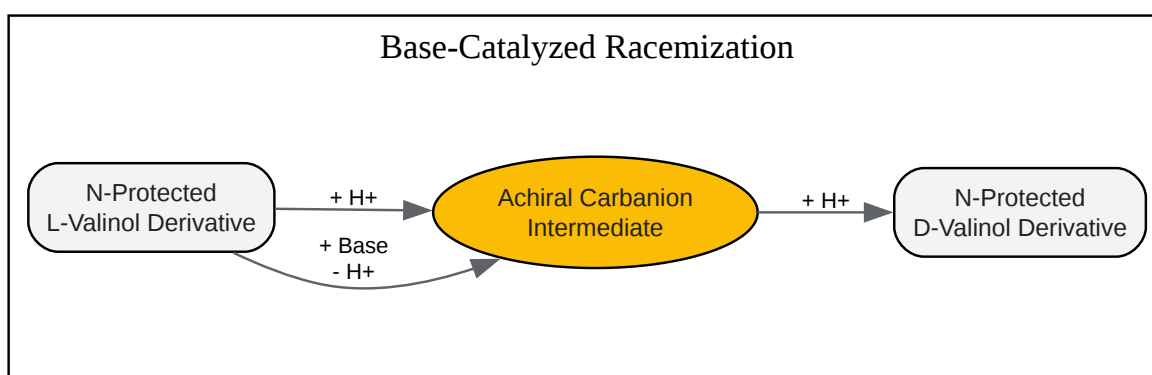 Base-Catalyzed Racemization
N-Protected
L-Valinol Derivative
+ H+
+ Base
- H+
Achiral Carbanion
Intermediate
+ H+
N-Protected
D-Valinol Derivative